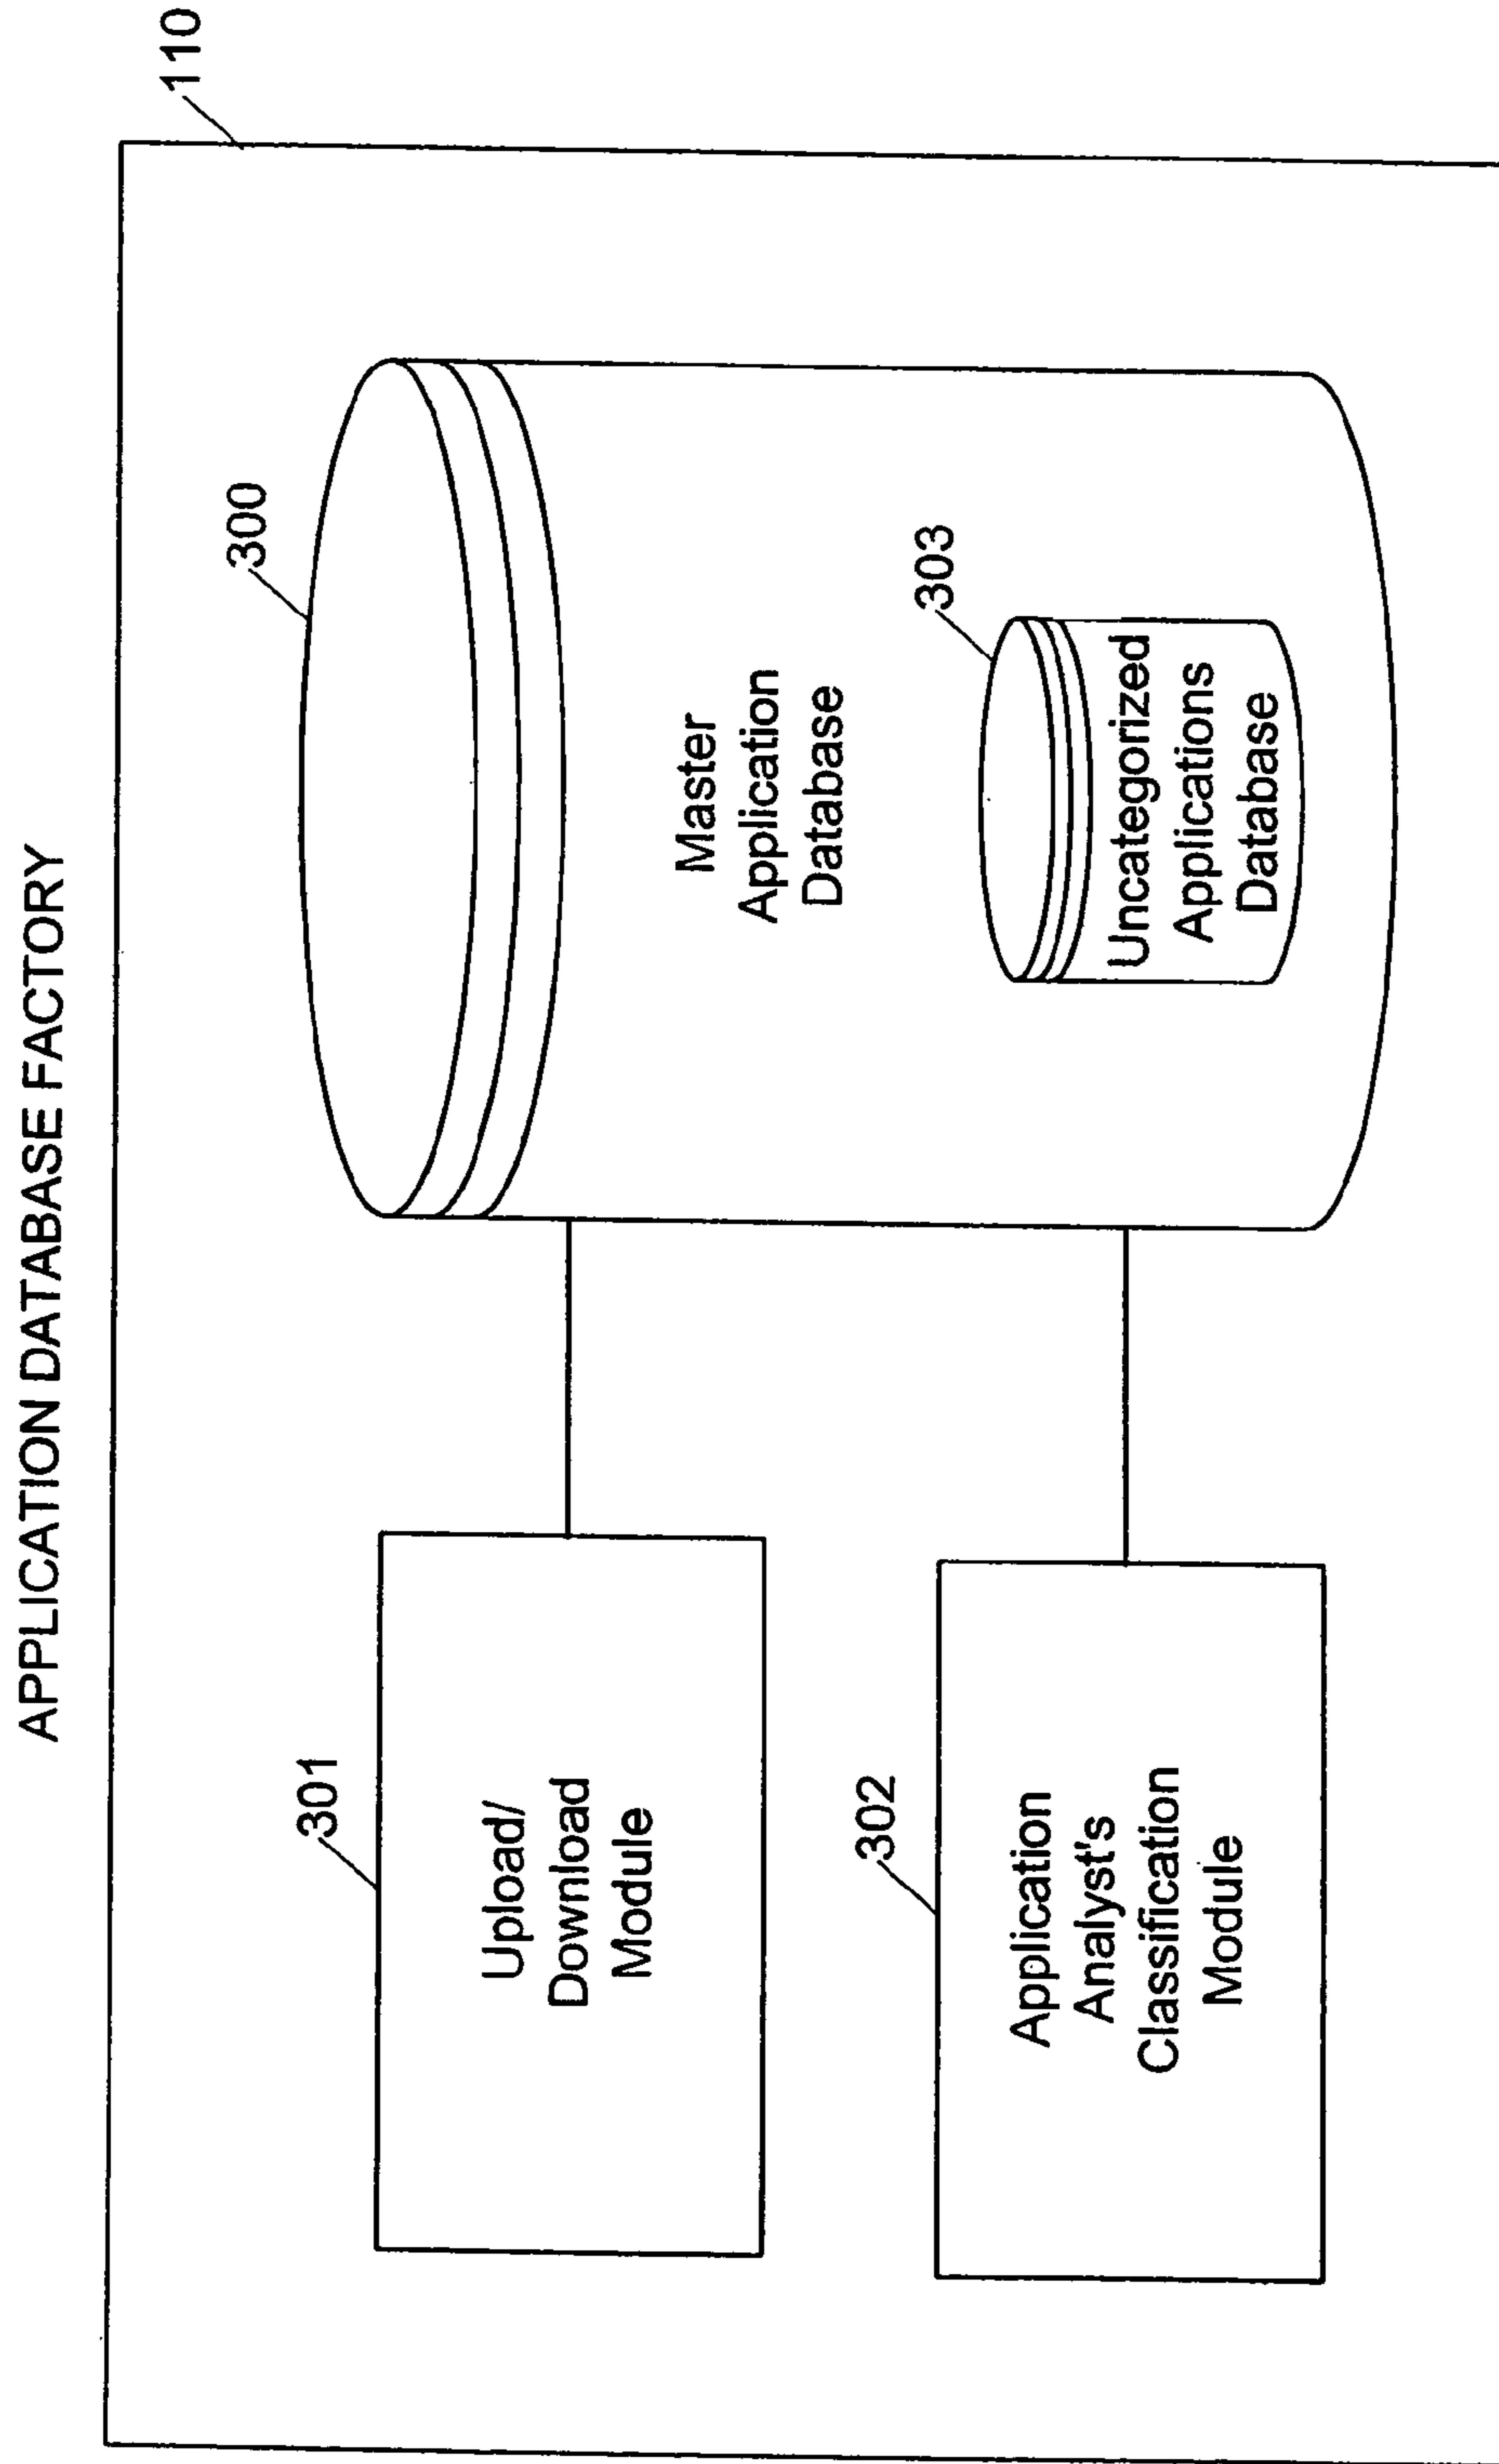 APPLICATION DATABASE FACTORY
110
300
301
Upload/
Download
Module
Master
Application
Database
302
Application
Analyst's
Classification
Module
303
Uncategorized
Applications
Database